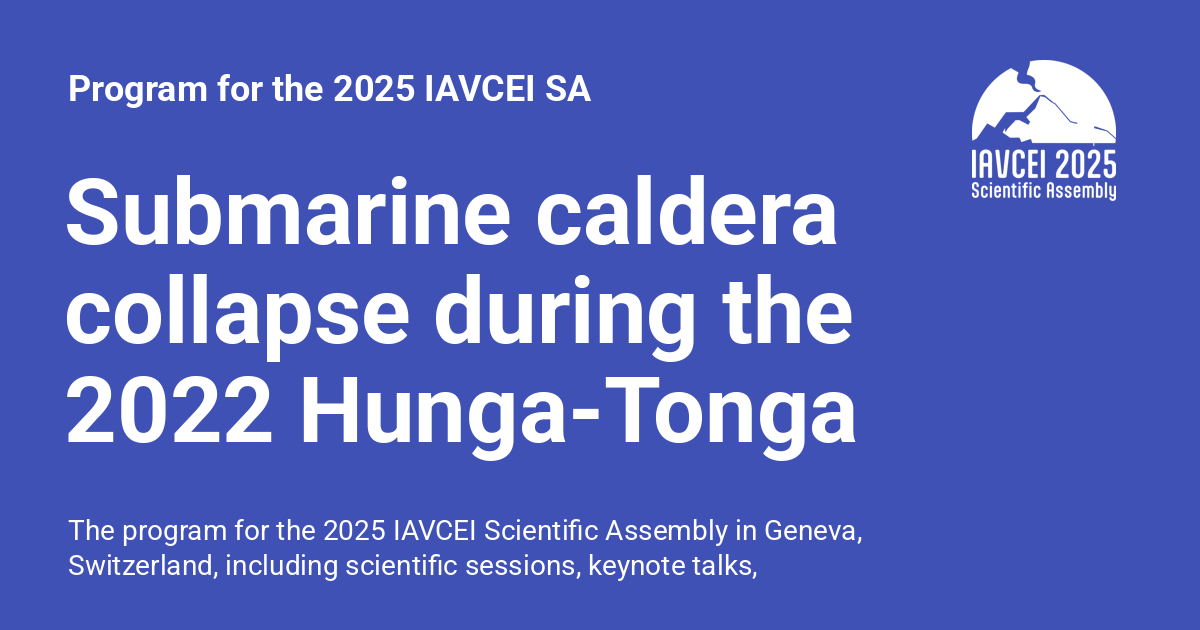 Program for the 2025 IAVCEI SA
IAVCEI 2025
Scientific Assembly
Submarine caldera
collapse during the
2022 Hunga-Tonga
The program for the 2025 IAVCEI Scientific Assembly in Geneva,
Switzerland, including scientific sessions, keynote talks,